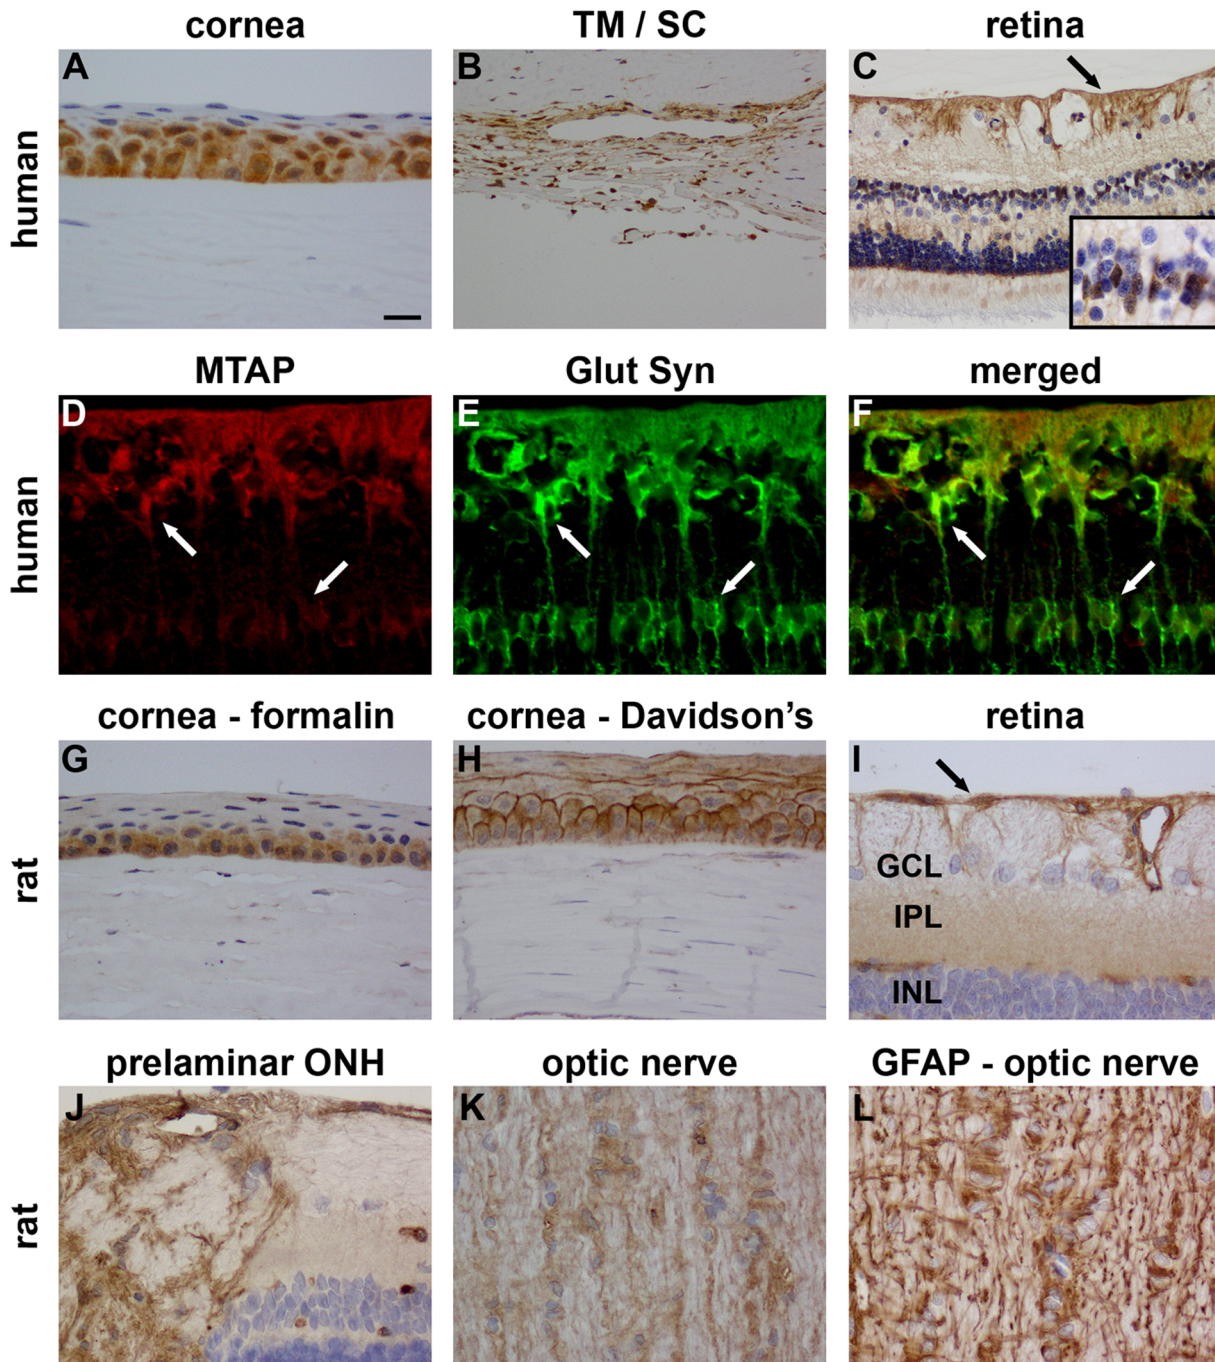 cornea TM / SC retina
human A B C
MTAP Glut Syn merged
human D E F
cornea - formalin cornea - Davidson's retina
rat G H I
GCL
IPL
INL
prelaminar ONH optic nerve GFAP - optic nerve
rat J K L